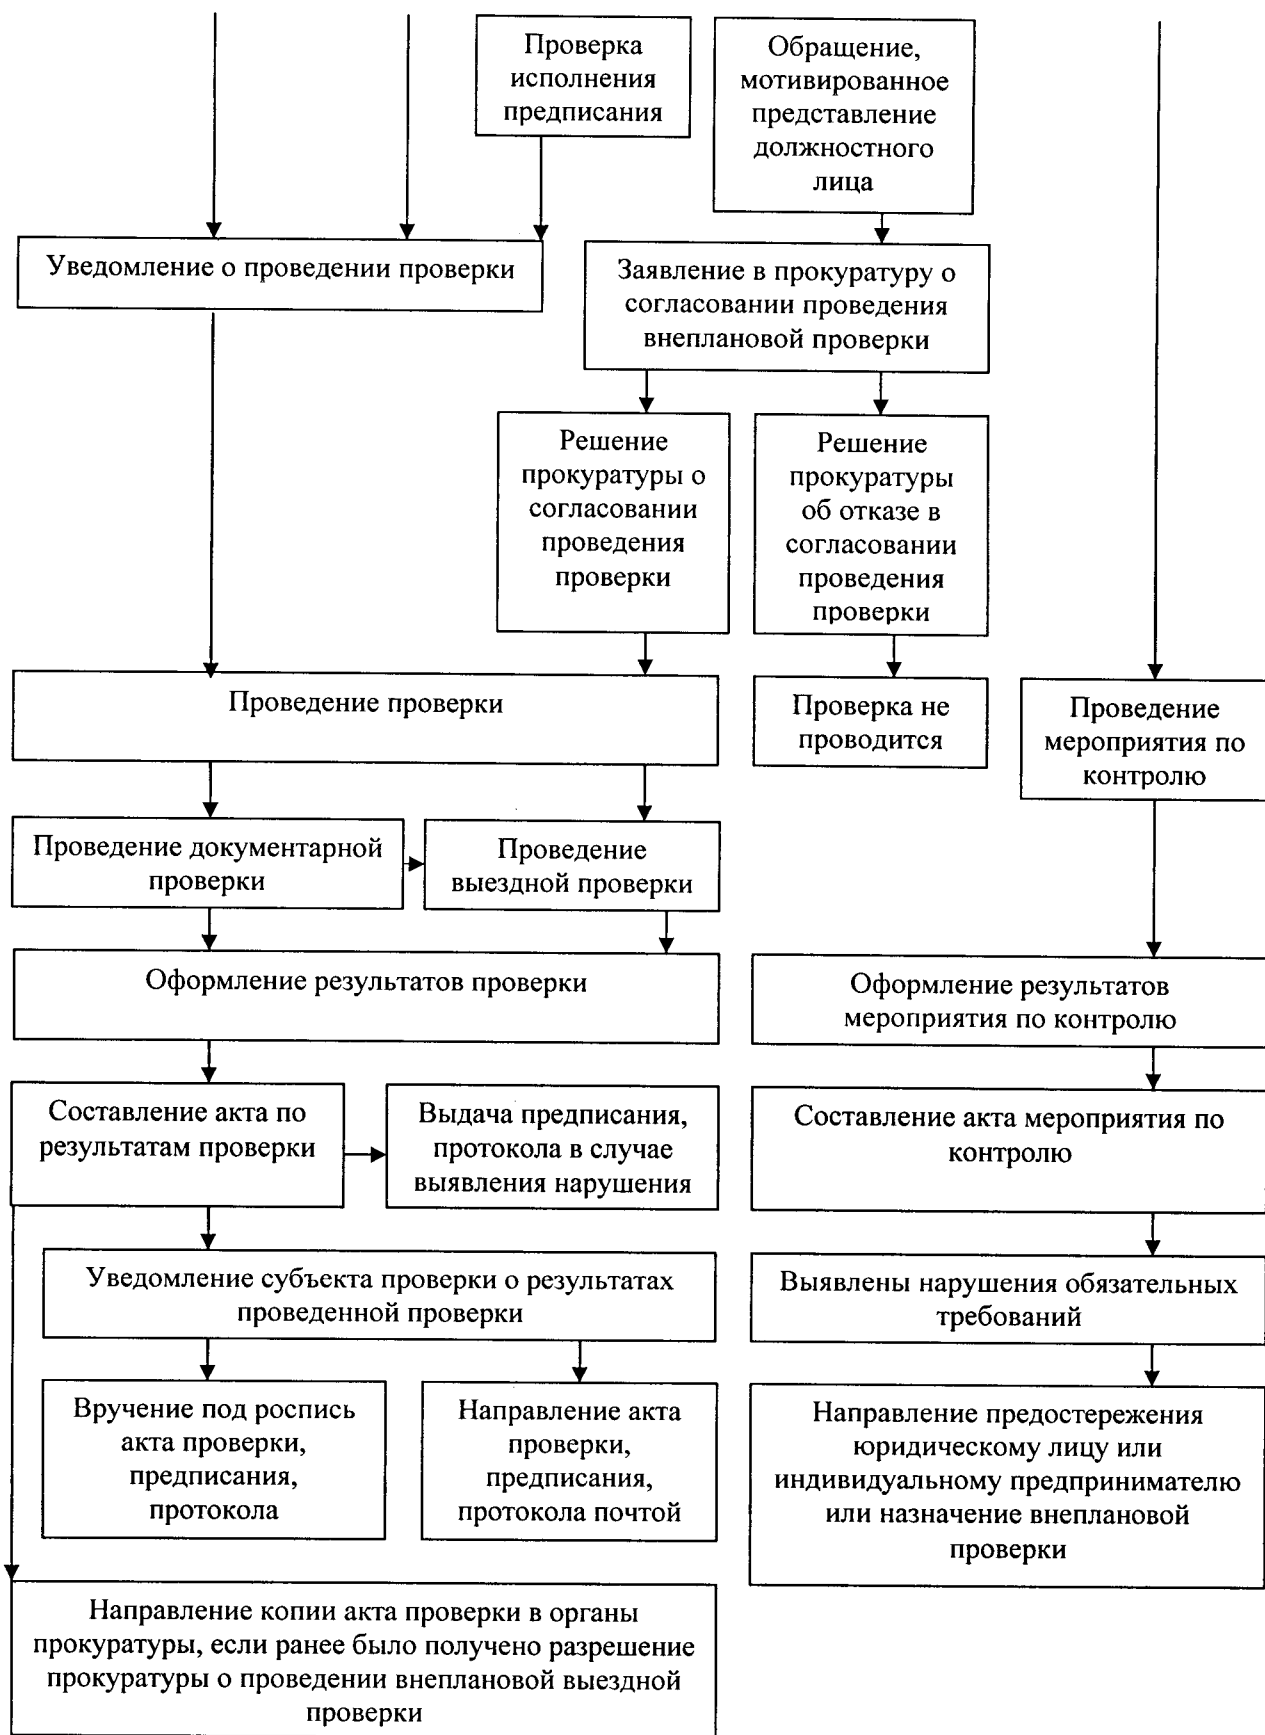 Проверка
исполнения
предписания
Обращение,
мотивированное
представление
должностного
лица
Уведомление о проведении проверки
Заявление в прокуратуру о
согласовании проведения
внеплановой проверки
Решение
прокуратуры о
согласовании
проведения
проверки
Решение
прокуратуры
об отказе в
согласовании
проведения
проверки
Проведение проверки
Проверка не
проводится
Проведение
мероприятия по
контролю
Проведение документарной
проверки
Проведение
выездной проверки
Оформление результатов проверки
Оформление результатов
мероприятия по контролю
Составление акта по
результатам проверки
Выдача предписания,
протокола в случае
выявления нарушения
Составление акта мероприятия по
контролю
Уведомление субъекта проверки о результатах
проведенной проверки
Выявлены нарушения обязательных
требований
Вручение под роспись
акта проверки,
предписания,
протокола
Направление акта
проверки,
предписания,
протокола почтой
Направление предостережения
юридическому лицу или
индивидуальному предпринимателю
или назначение внеплановой
проверки
Направление копии акта проверки в органы
прокуратуры, если ранее было получено разрешение
прокуратуры о проведении внеплановой выездной
проверки